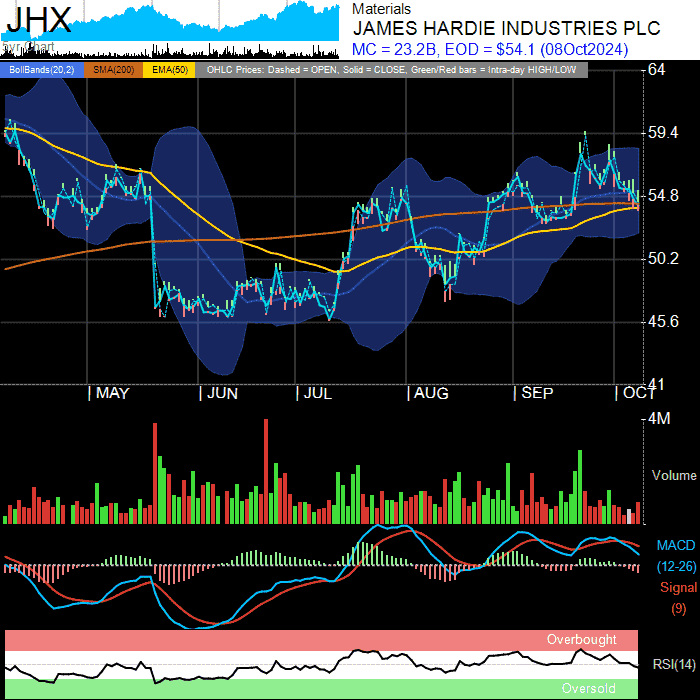 JHX
5yr Chart
Materials
JAMES HARDIE INDUSTRIES PLC
MC = 23.2B, EOD = $54.1 (08Oct2024)
BollBands(20,2) SMA(200) EMA(50) OHLC Prices: Dashed = OPEN, Solid = CLOSE, Green/Red bars = Intra-day HIGH/LOW
64
59.4
54.8
50.2
45.6
41
| MAY | JUN | JUL | AUG | SEP | OCT
4M
Volume
MACD
(12-26)
Signal
(9)
Overbought
RSI(14)
Oversold